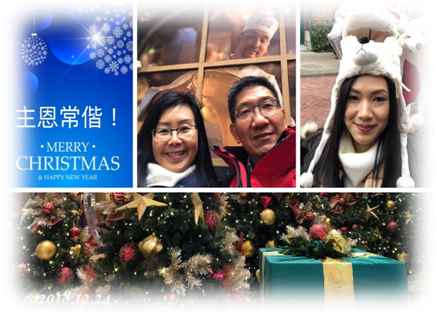 主恩常偕！
• MERRY •
CHRISTMAS
& HAPPY NEW YEAR
2018.12.24